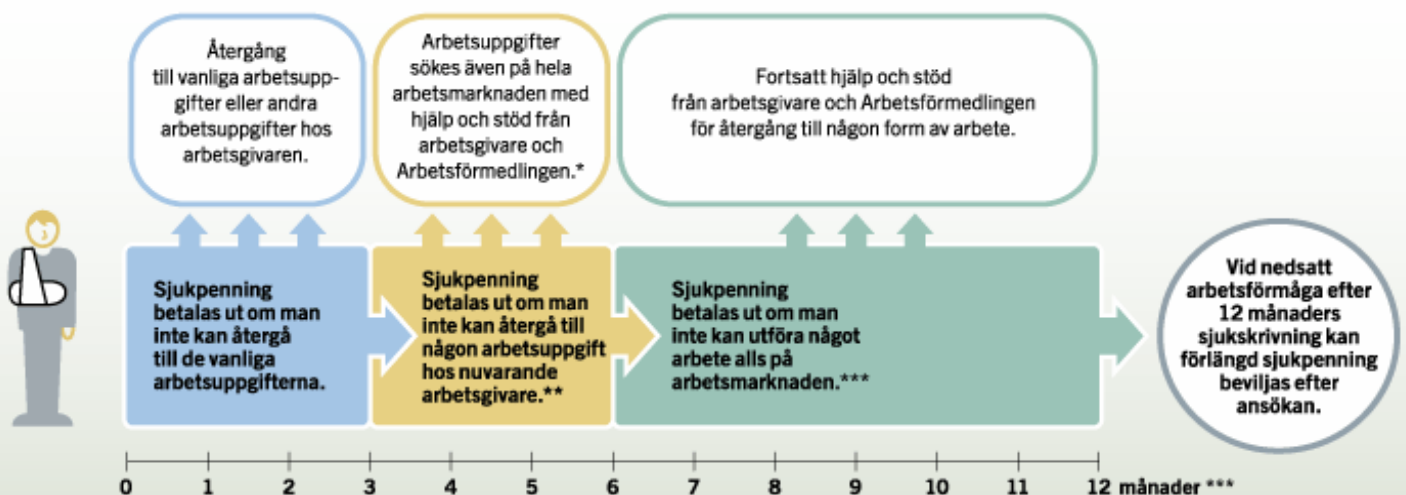 Återgång
till vanliga arbetsupp-
gifter eller andra
arbetsuppgifter hos
arbetsgivaren.
Arbetsuppgifter
sökes även på hela
arbetsmarknaden med
hjälp och stöd från
arbetsgivare och
Arbetsförmedlingen.*
Fortsatt hjälp och stöd
från arbetsgivare och Arbetsförmedlingen
för återgång till någon form av arbete.
Sjukpenning
betalas ut om man
inte kan återgå
till de vanliga
arbetsuppgifterna.
Sjukpenning
betalas ut om man
inte kan återgå till
någon arbetsuppgift
hos nuvarande
arbetsgivare.**
Sjukpenning
betalas ut om man
inte kan utföra något
arbete alls på
arbetsmarknaden.***
Vid nedsatt
arbetsförmåga efter
12 månaders
sjukskrivning kan
förlängd sjukpenning
beviljas efter
ansökan.
0 1 2 3 4 5 6 7 8 9 10 11 12 månader ***